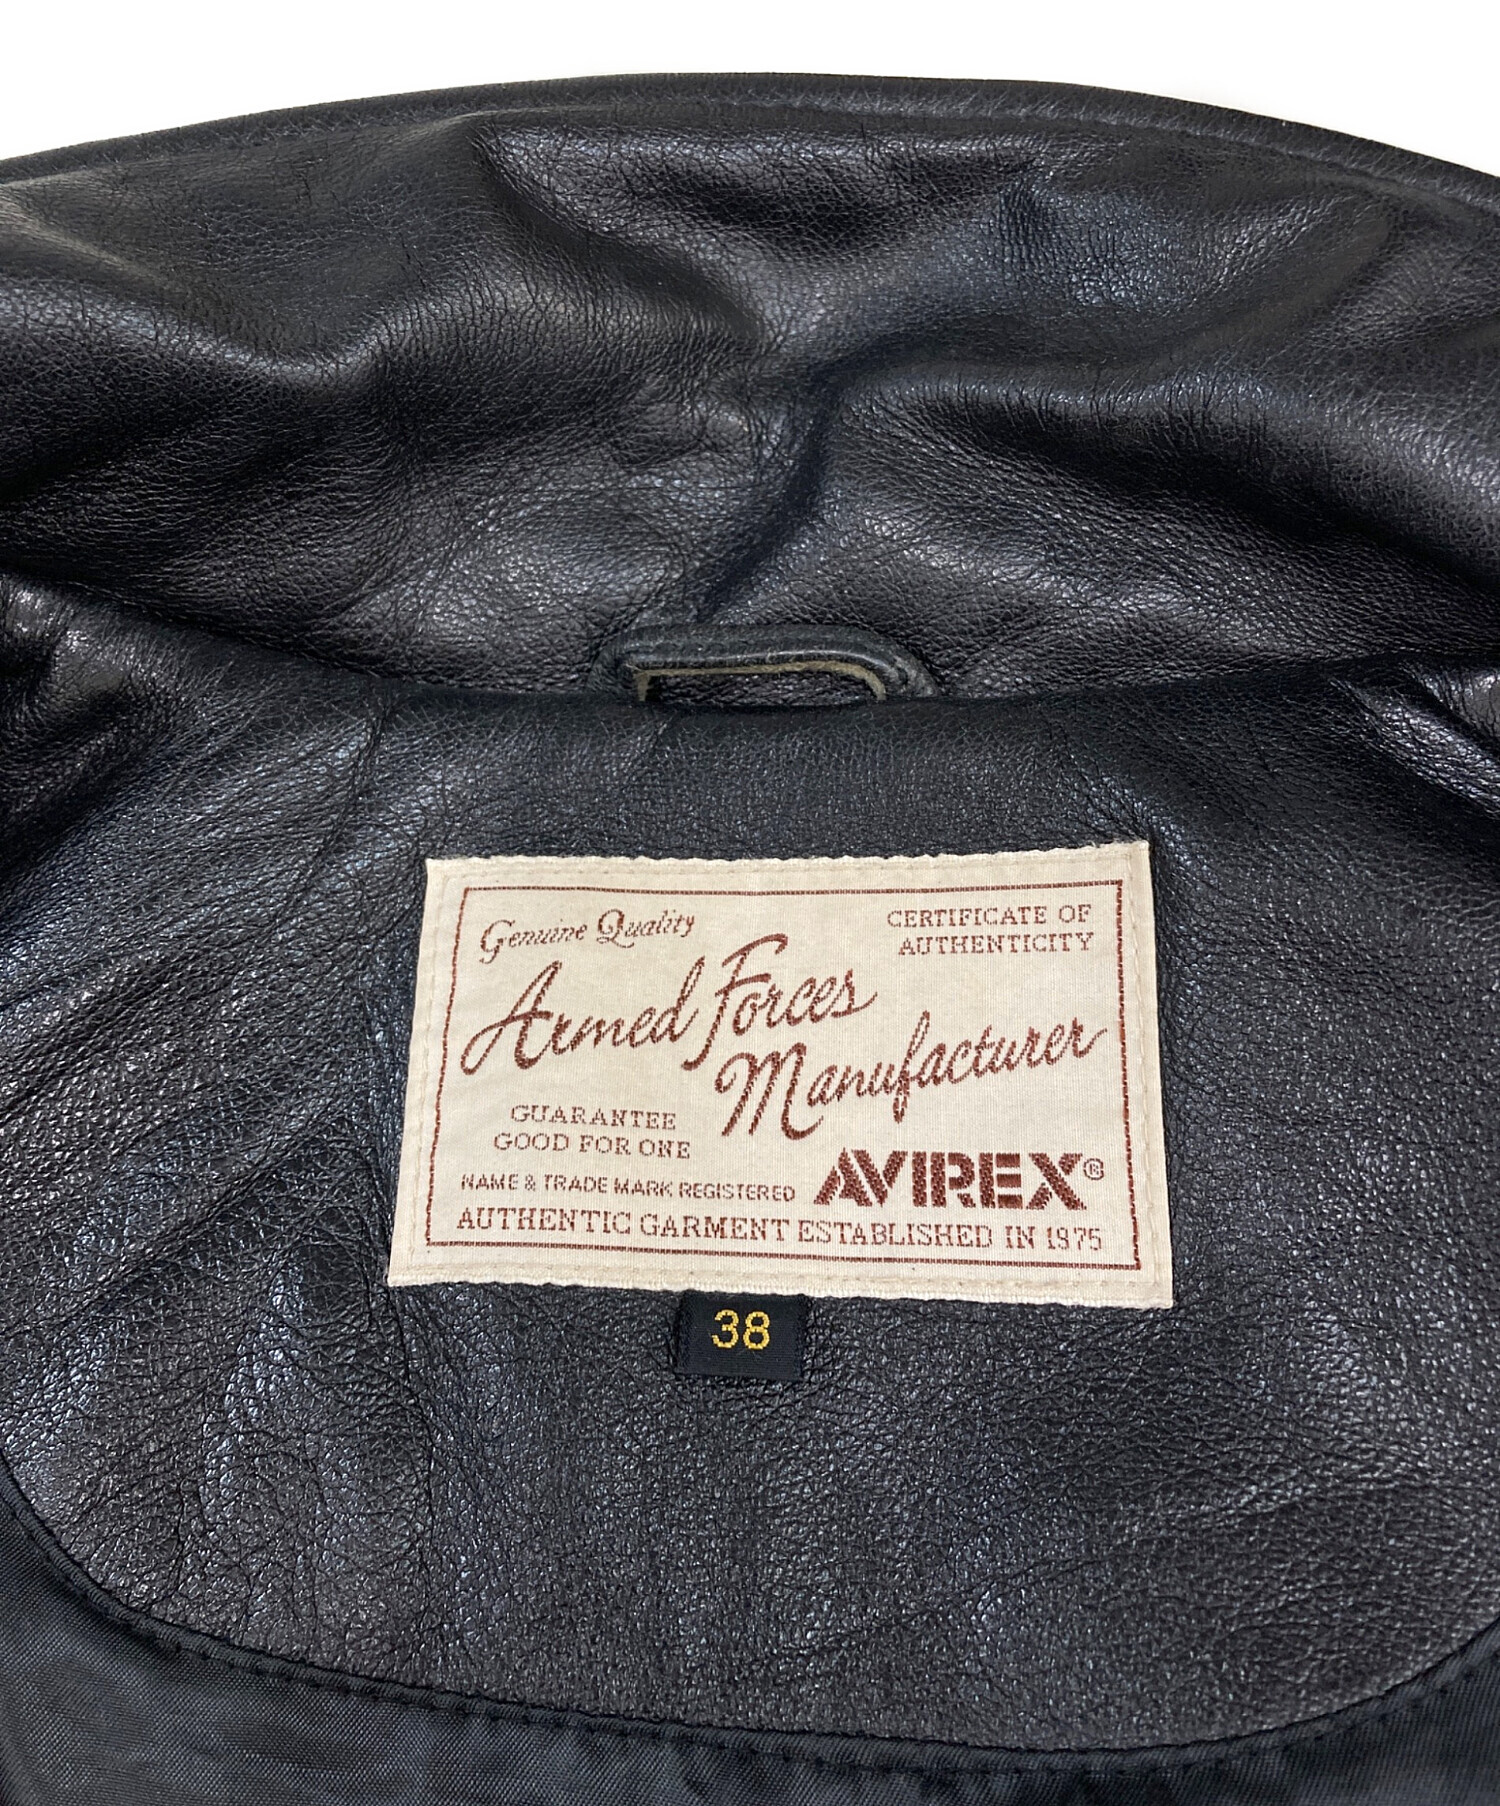 Genuine Quality
CERTIFICATE OF
AUTHENTICITY
Armed Forces
Manufacturer
GUARANTEE
GOOD FOR ONE
NAME & TRADE MARK REGISTERED
AVIREX®
AUTHENTIC GARMENT ESTABLISHED IN 1975
38